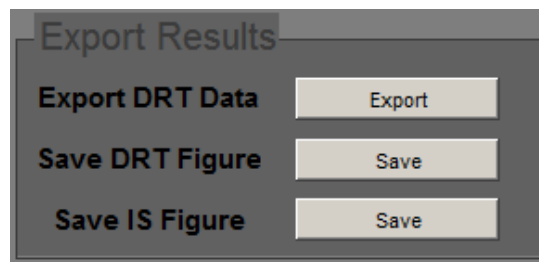 Export Results
Export DRT Data Export
Save DRT Figure Save
Save IS Figure Save